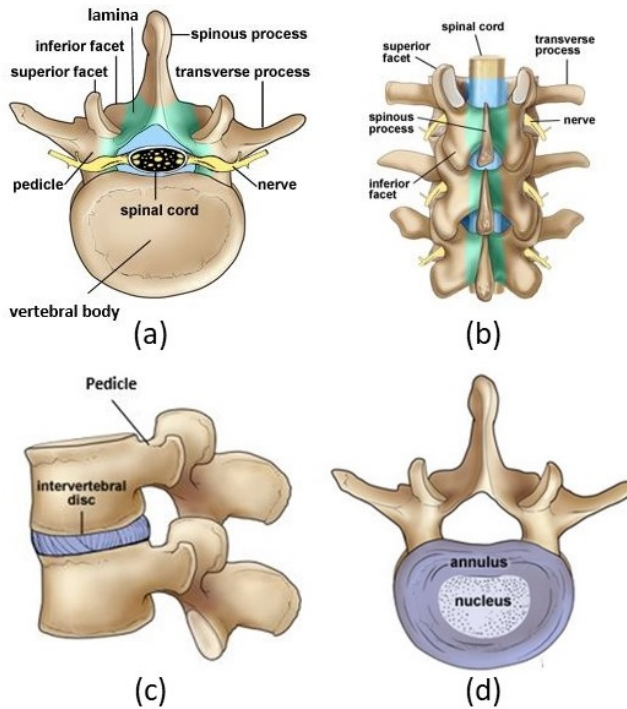 lamina
inferior facet
superior facet
spinous process
transverse process
pedicle
nerve
spinal cord
vertebral body
(a)
spinal cord
superior
facet
transverse
process
spinous
process
nerve
inferior
facet
(b)
Pedicle
intervertebral
disc
(c)
annulus
nucleus
(d)